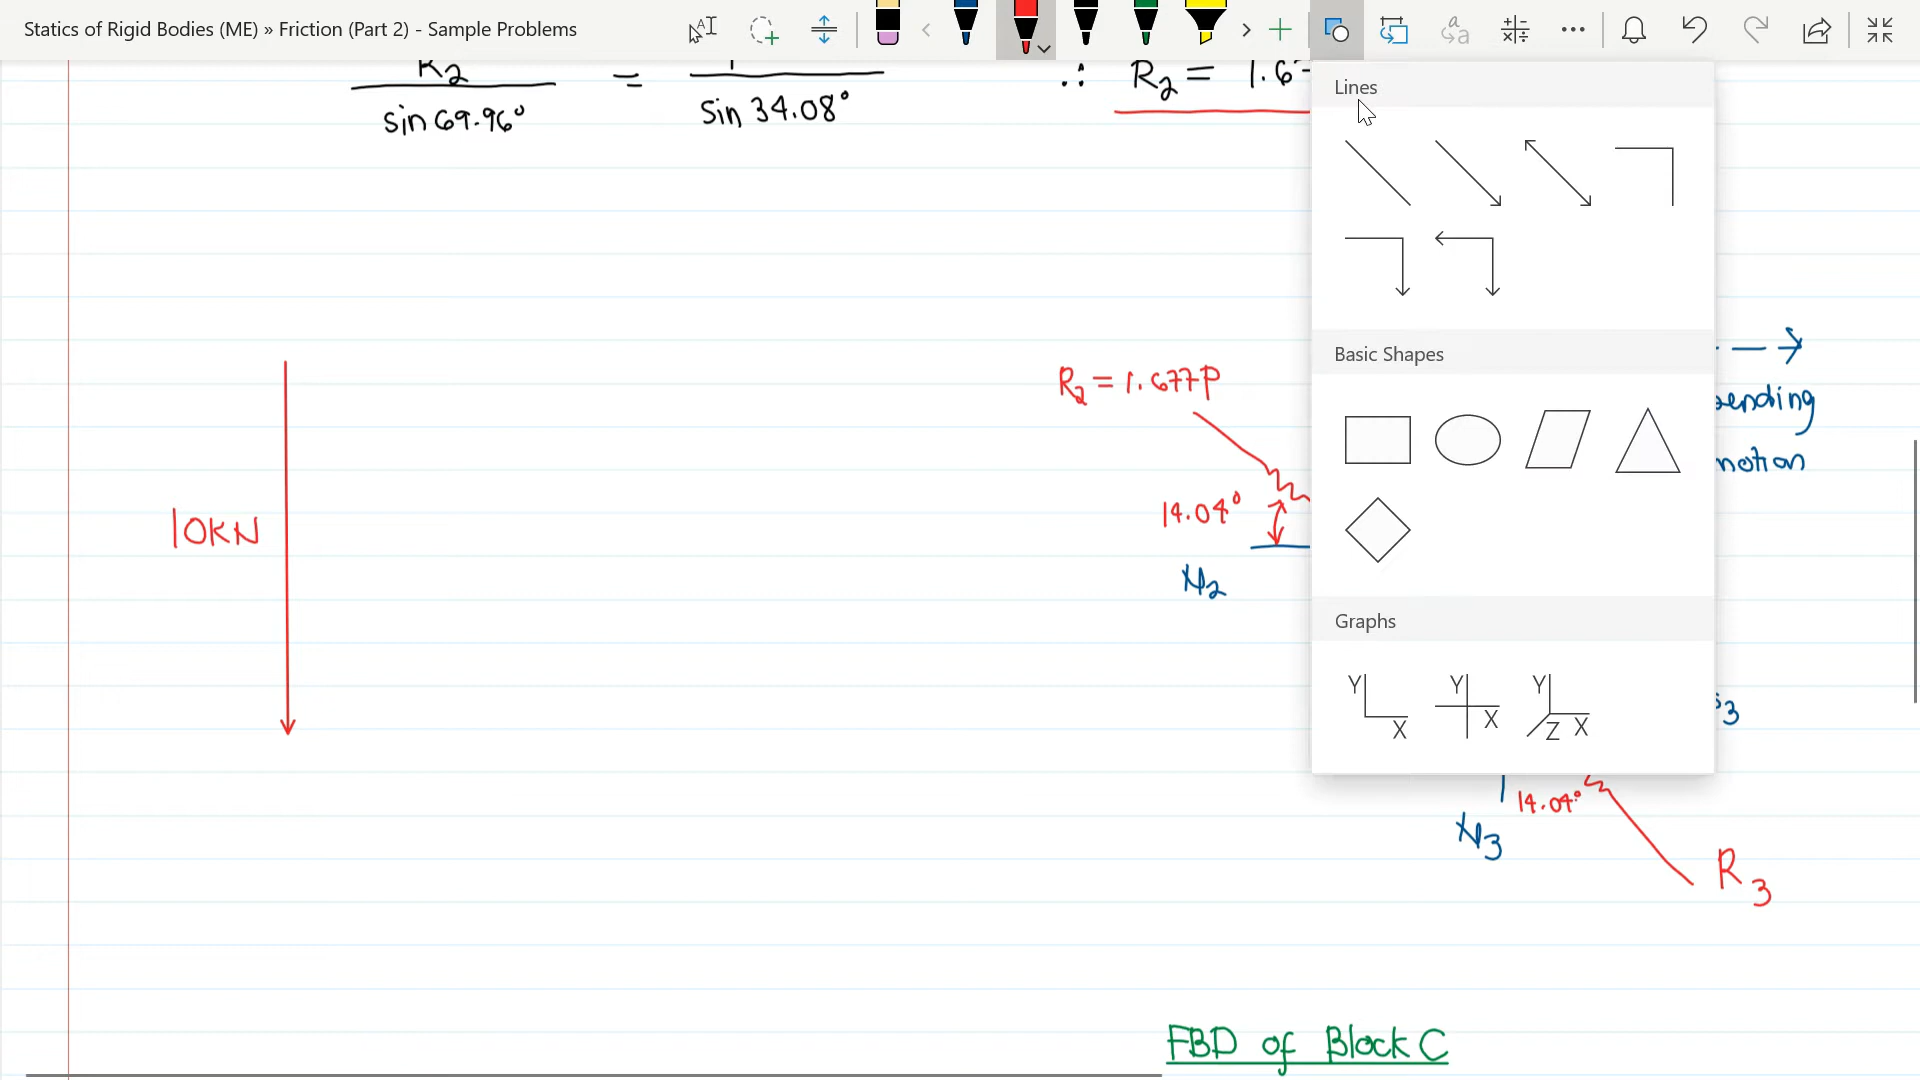 Statics of Rigid Bodies (ME) » Friction (Part 2) - Sample Problems
R2 / sin 69.96° = / sin 34.08° ∴ R2 = 1.67
Lines
Basic Shapes
Graphs
Y X
Y X
Y Z X
10KN
R2 = 1.677P
14.04°
N2
motion
3
14.04°
N3
R3
FBD of Block C